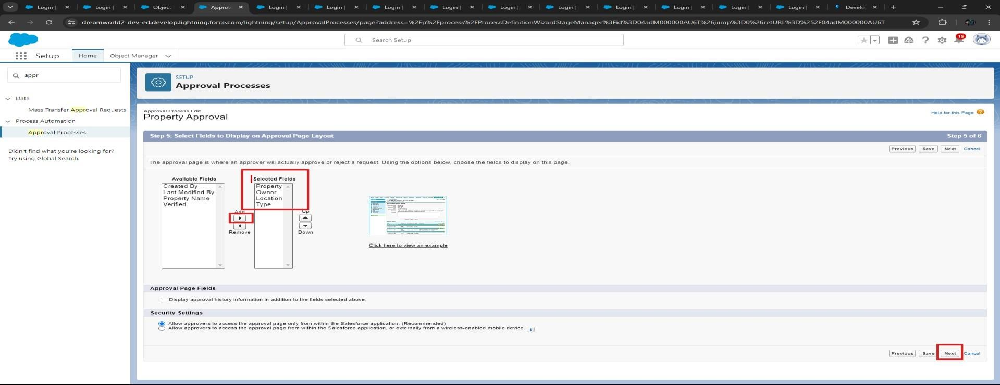 Login |
Login |
Object
Approv
Login |
Login |
Login |
Login |
Login |
Login |
Login |
Login |
Login |
Login |
Develo
dreamworld2-dev-ed.develop.lightning.force.com/lightning/setup/ApprovalProcesses/page?address=%2Fp%2Fprocess%2FProcessDefinitionWizardStageManager%3Fid%3D04adM000000AU6T%26jump%3D0%26retURL%3D%252F04adM000000AU6T
Search Setup
15
Setup
Home
Object Manager
appr
Data
Mass Transfer Approval Requests
Process Automation
Approval Processes
Didn't find what you're looking for?
Try using Global Search.
SETUP
Approval Processes
Approval Process Edit
Property Approval
Help for this Page
Step 5. Select Fields to Display on Approval Page Layout
Step 5 of 6
Previous Save Next Cancel
The approval page is where an approver will actually approve or reject a request. Using the options below, choose the fields to display on this page.
Available Fields
Created By
Last Modified By
Property Name
Verified
Add
Remove
Selected Fields
Property
Owner
Location
Type
Up
Down
Click here to view an example
Approval Page Fields
Display approval history information in addition to the fields selected above.
Security Settings
Allow approvers to access the approval page only from within the Salesforce application. (Recommended)
Allow approvers to access the approval page from within the Salesforce application, or externally from a wireless-enabled mobile device.
Previous Save Next Cancel